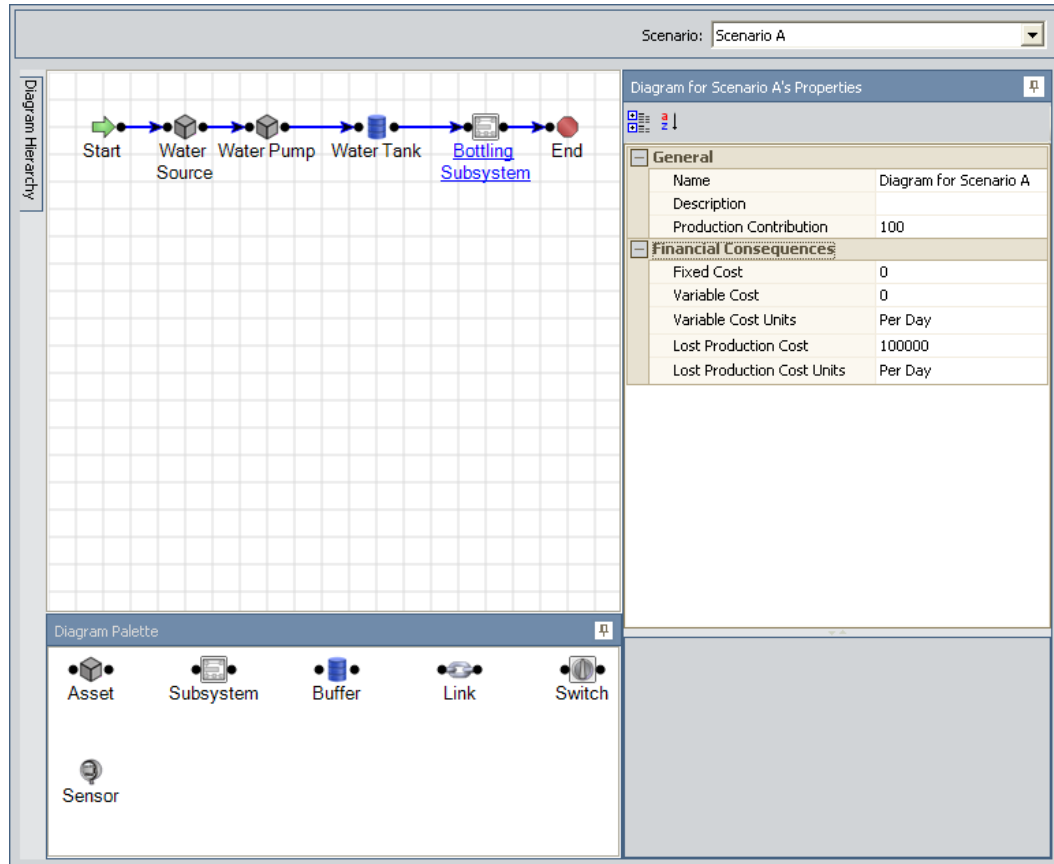 Scenario: Scenario A
Diagram Hierarchy
Start
Water Source
Water Pump
Water Tank
Bottling Subsystem
End
Diagram for Scenario A's Properties
General
Name Diagram for Scenario A
Description
Production Contribution 100
Financial Consequences
Fixed Cost 0
Variable Cost 0
Variable Cost Units Per Day
Lost Production Cost 100000
Lost Production Cost Units Per Day
Diagram Palette
Asset
Subsystem
Buffer
Link
Switch
Sensor